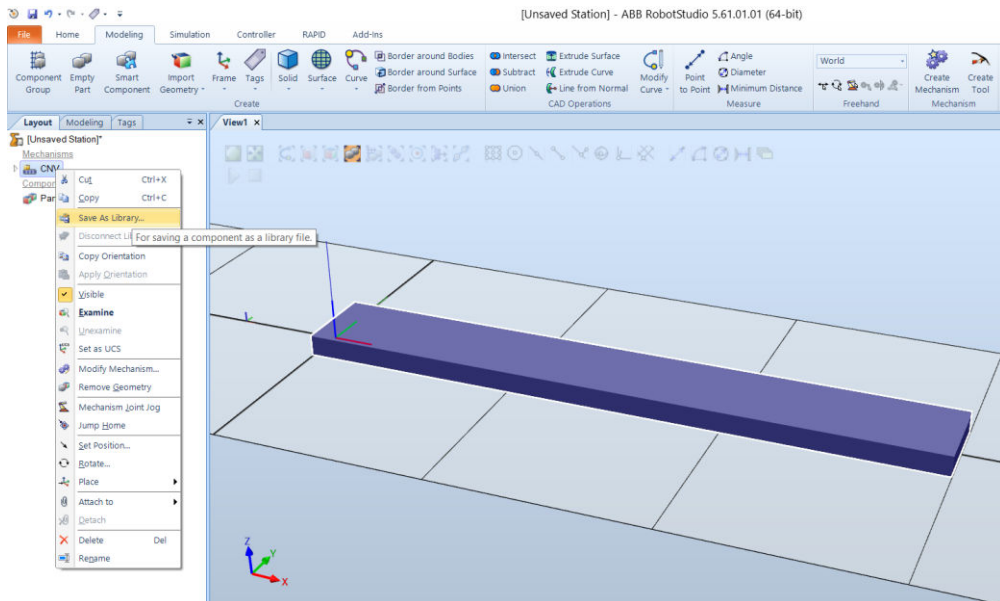 [Unsaved Station] - ABB RobotStudio 5.61.01.01 (64-bit)
File Home Modeling Simulation Controller RAPID Add-Ins
Component Group
Empty Part
Smart Component
Import Geometry
Frame
Tags
Solid
Surface
Curve
Border around Bodies
Border around Surface
Border from Points
Create
Intersect
Subtract
Union
Extrude Surface
Extrude Curve
Line from Normal
Modify Curve
CAD Operations
Point to Point
Angle
Diameter
Minimum Distance
Measure
World
Freehand
Create Mechanism
Create Tool
Mechanism
Layout Modeling Tags
View1
[Unsaved Station]*
Mechanisms
CNV
Compor
Par
Cut Ctrl+X
Copy Ctrl+C
Save As Library...
Disconnect Li
For saving a component as a library file.
Copy Orientation
Apply Orientation
Visible
Examine
Unexamine
Set as UCS
Modify Mechanism...
Remove Geometry
Mechanism Joint Jog
Jump Home
Set Position...
Rotate...
Place
Attach to
Detach
Delete Del
Rename
Z
Y
X